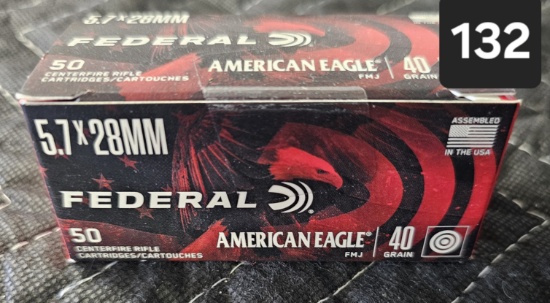 132
5.7x28MM
FEDERAL
50
CENTERFIRE RIFLE
CARTRIDGES/CARTOUCHES
AMERICAN EAGLE®
FMJ
40
GRAIN
5.7x28MM
ASSEMBLED
IN THE USA
FEDERAL
50
CENTERFIRE RIFLE
CARTRIDGES/CARTOUCHES
AMERICAN EAGLE®
FMJ
40
GRAIN